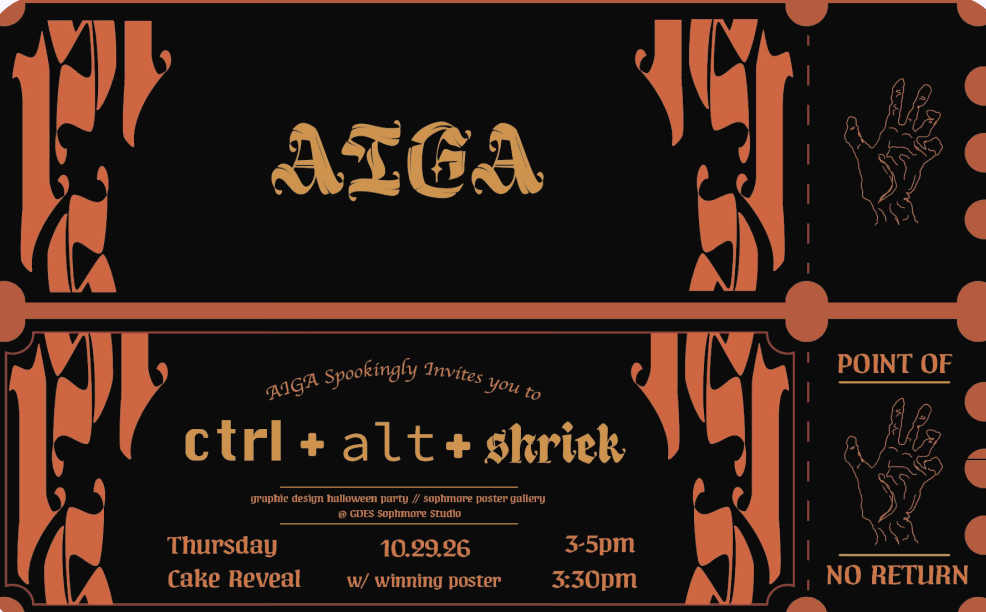 AIGA
AIGA Spookingly Invites you to
ctrl + alt + shriek
graphic design halloween party // sophmore poster gallery
@ GDES Sophmore Studio
Thursday 10.29.26 3-5pm
Cake Reveal w/ winning poster 3:30pm
POINT OF
NO RETURN